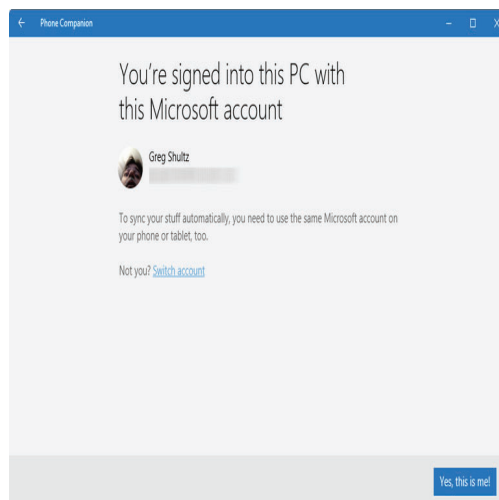 Phone Companion
You're signed into this PC with
this Microsoft account
Greg Shultz
To sync your stuff automatically, you need to use the same Microsoft account on
your phone or tablet, too.
Not you? Switch account
Yes, this is me!